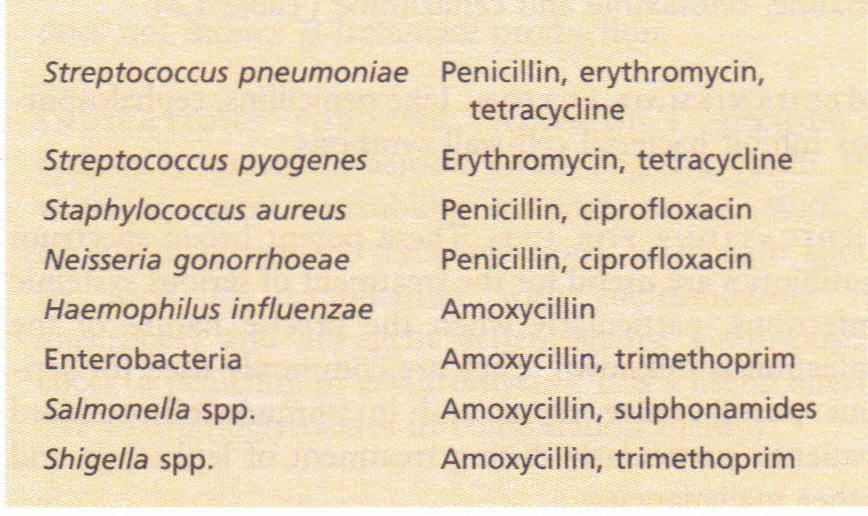 Streptococcus pneumoniae Penicillin, erythromycin,
tetracycline
Streptococcus pyogenes Erythromycin, tetracycline
Staphylococcus aureus Penicillin, ciprofloxacin
Neisseria gonorrhoeae Penicillin, ciprofloxacin
Haemophilus influenzae Amoxycillin
Enterobacteria Amoxycillin, trimethoprim
Salmonella spp. Amoxycillin, sulphonamides
Shigella spp. Amoxycillin, trimethoprim